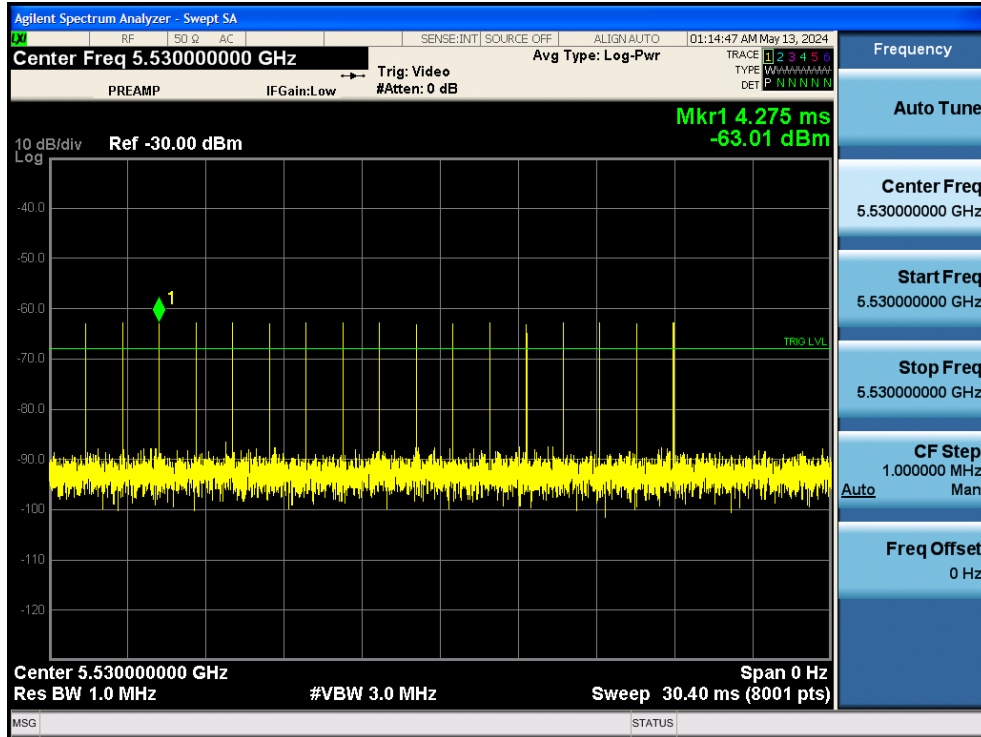 Agilent Spectrum Analyzer - Swept SA
LXI RF 50 Ω AC SENSE:INT SOURCE OFF ALIGN AUTO 01:14:47 AM May 13, 2024
Center Freq 5.530000000 GHz
Avg Type: Log-Pwr
TRACE 1 2 3 4 5 6
Trig: Video
TYPE
PREAMP IFGain:Low #Atten: 0 dB
DET P N N N N N
Mkr1 4.275 ms
-63.01 dBm
10 dB/div Ref -30.00 dBm
Log
-40.0
-50.0
1
-60.0
TRIG LVL
-70.0
-80.0
-90.0
-100
-110
-120
Center 5.530000000 GHz Span 0 Hz
Res BW 1.0 MHz #VBW 3.0 MHz Sweep 30.40 ms (8001 pts)
MSG STATUS
Frequency
Auto Tune
Center Freq
5.530000000 GHz
Start Freq
5.530000000 GHz
Stop Freq
5.530000000 GHz
CF Step
1.000000 MHz
Auto Man
Freq Offset
0 Hz